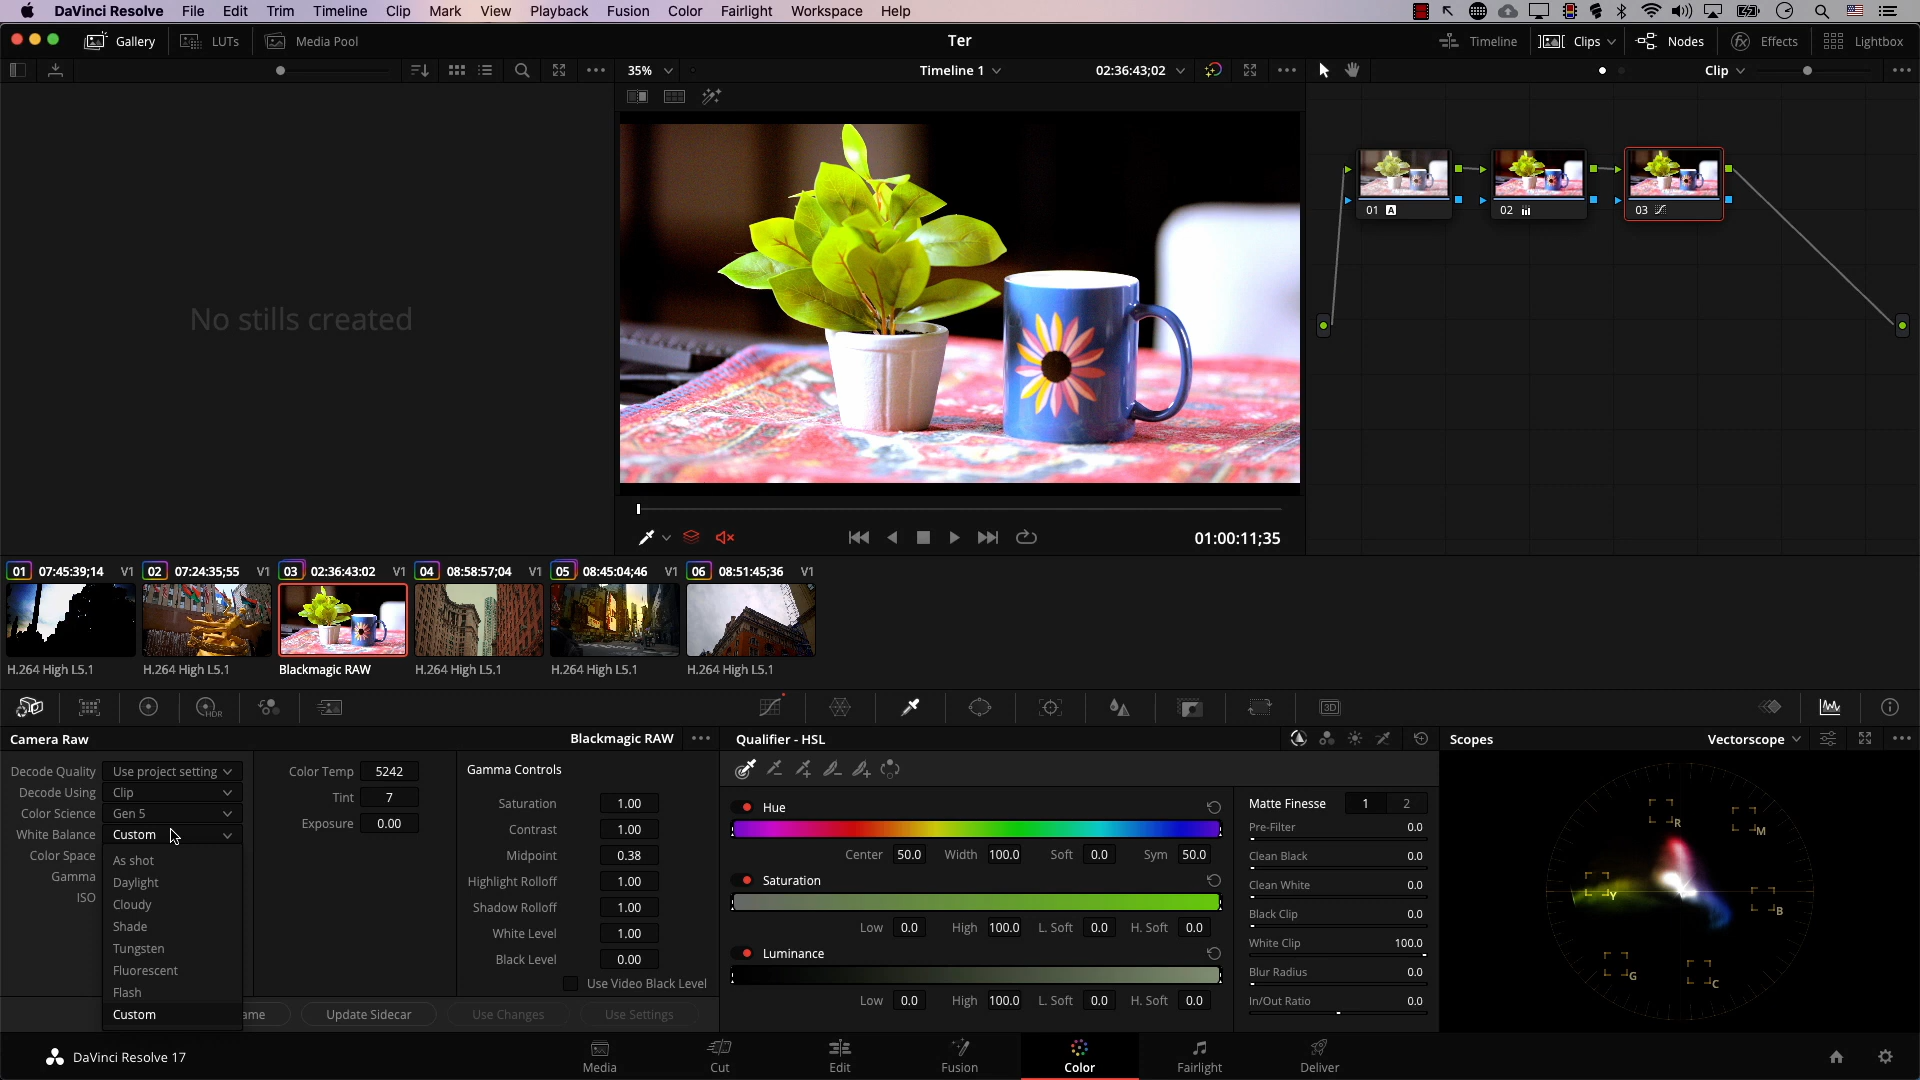 DaVinci Resolve File Edit Trim Timeline Clip Mark View Playback Fusion Color Fairlight Workspace Help
Gallery LUTs Media Pool Ter Timeline Clips Nodes Effects Lightbox
35% Timeline 1 02:36:43;02 Clip
No stills created
01 A 02 03
01:00:11;35
01 07:45:39;14 V1 02 07:24:35;55 V1 03 02:36:43:02 V1 04 08:58:57;04 V1 05 08:45:04;46 V1 06 08:51:45;36 V1
H.264 High L5.1 H.264 High L5.1 Blackmagic RAW H.264 High L5.1 H.264 High L5.1 H.264 High L5.1
HDR 3D
Camera Raw Blackmagic RAW Qualifier - HSL Scopes Vectorscope
Decode Quality Use project setting
Decode Using Clip
Color Science Gen 5
White Balance Custom
Color Space
Gamma
ISO
As shot
Daylight
Cloudy
Shade
Tungsten
Fluorescent
Flash
Custom
Color Temp 5242
Tint 7
Exposure 0.00
Gamma Controls
Saturation 1.00
Contrast 1.00
Midpoint 0.38
Highlight Rolloff 1.00
Shadow Rolloff 1.00
White Level 1.00
Black Level 0.00
Use Video Black Level
ame Update Sidecar Use Changes Use Settings
Hue
Center 50.0 Width 100.0 Soft 0.0 Sym 50.0
Saturation
Low 0.0 High 100.0 L. Soft 0.0 H. Soft 0.0
Luminance
Low 0.0 High 100.0 L. Soft 0.0 H. Soft 0.0
Matte Finesse 1 2
Pre-Filter 0.0
Clean Black 0.0
Clean White 0.0
Black Clip 0.0
White Clip 100.0
Blur Radius 0.0
In/Out Ratio 0.0
R
M
Y
B
G
C
DaVinci Resolve 17 Media Cut Edit Fusion Color Fairlight Deliver